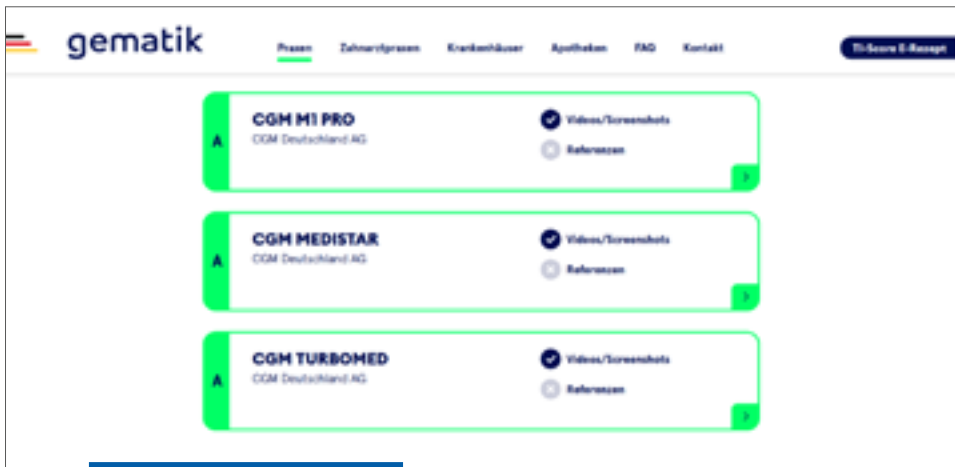 gematik
Praxen Zahnarztpraxen Krankenhäuser Apotheken FAQ Kontakt TI-Score E-Rezept
A
CGM M1 PRO
CGM Deutschland AG
Videos/Screenshots
Referenzen
A
CGM MEDISTAR
CGM Deutschland AG
Videos/Screenshots
Referenzen
A
CGM TURBOMED
CGM Deutschland AG
Videos/Screenshots
Referenzen